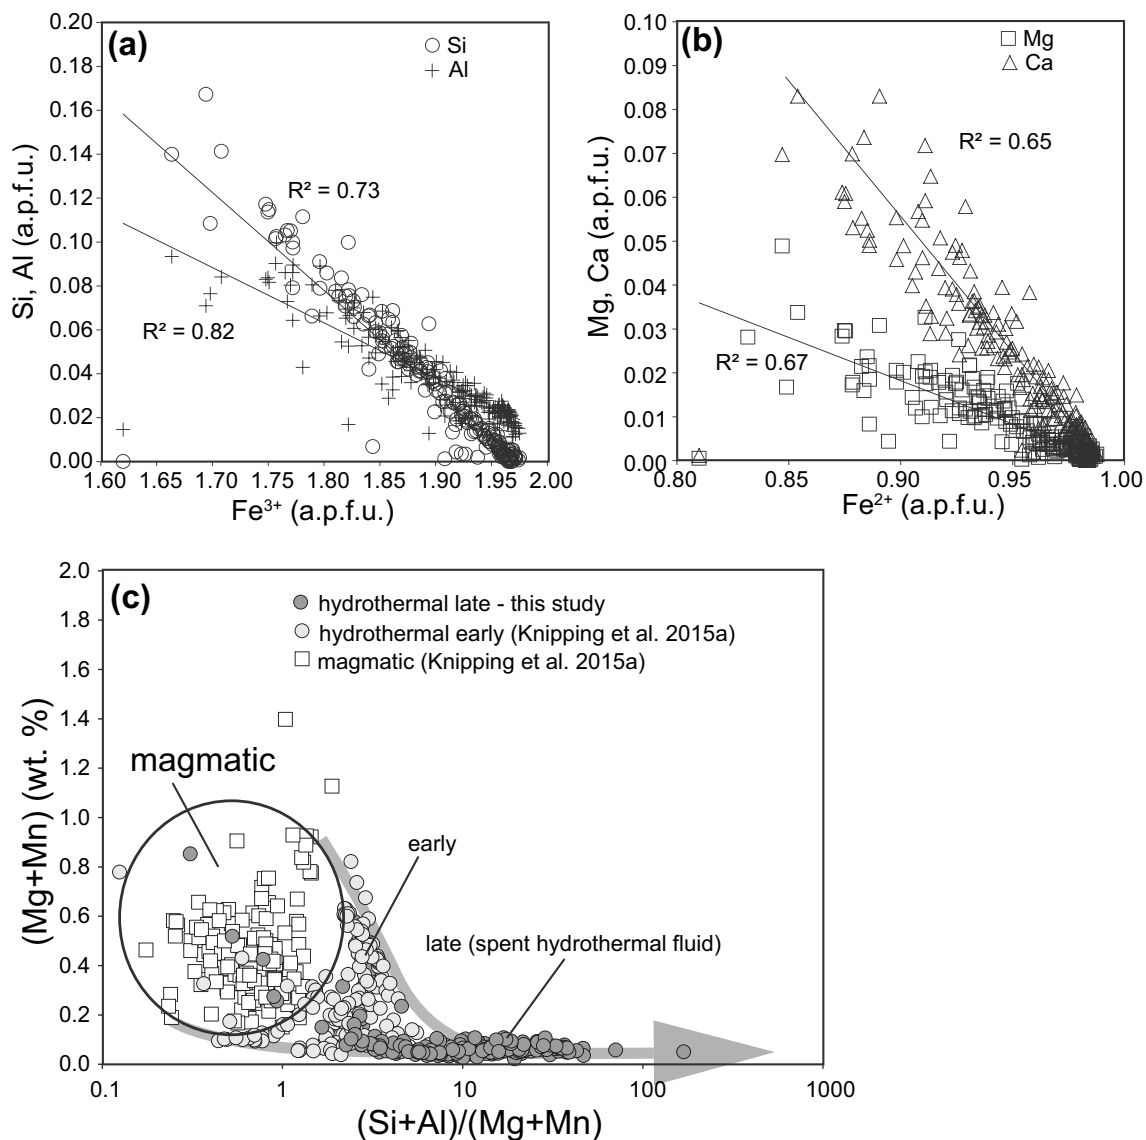 (a)
Si
Al
0.20
0.18
0.16
0.14
0.12
0.10
0.08
0.06
0.04
0.02
0.00
Si, Al (a.p.f.u.)
R² = 0.73
R² = 0.82
1.60 1.65 1.70 1.75 1.80 1.85 1.90 1.95 2.00
Fe³⁺ (a.p.f.u.)
(b)
Mg
Ca
0.10
0.09
0.08
0.07
0.06
0.05
0.04
0.03
0.02
0.01
0.00
Mg, Ca (a.p.f.u.)
R² = 0.65
R² = 0.67
0.80 0.85 0.90 0.95 1.00
Fe²⁺ (a.p.f.u.)
(c)
hydrothermal late - this study
hydrothermal early (Knipping et al. 2015a)
magmatic (Knipping et al. 2015a)
2.0
1.8
1.6
1.4
1.2
1.0
0.8
0.6
0.4
0.2
0.0
(Mg+Mn) (wt. %)
magmatic
early
late (spent hydrothermal fluid)
0.1 1 10 100 1000
(Si+Al)/(Mg+Mn)